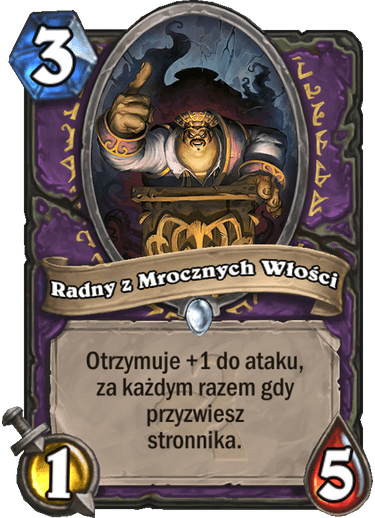 3
Radny z Mrocznych Włości
Otrzymuje +1 do ataku,
za każdym razem gdy
przyzwiesz
stronnika.
1
5